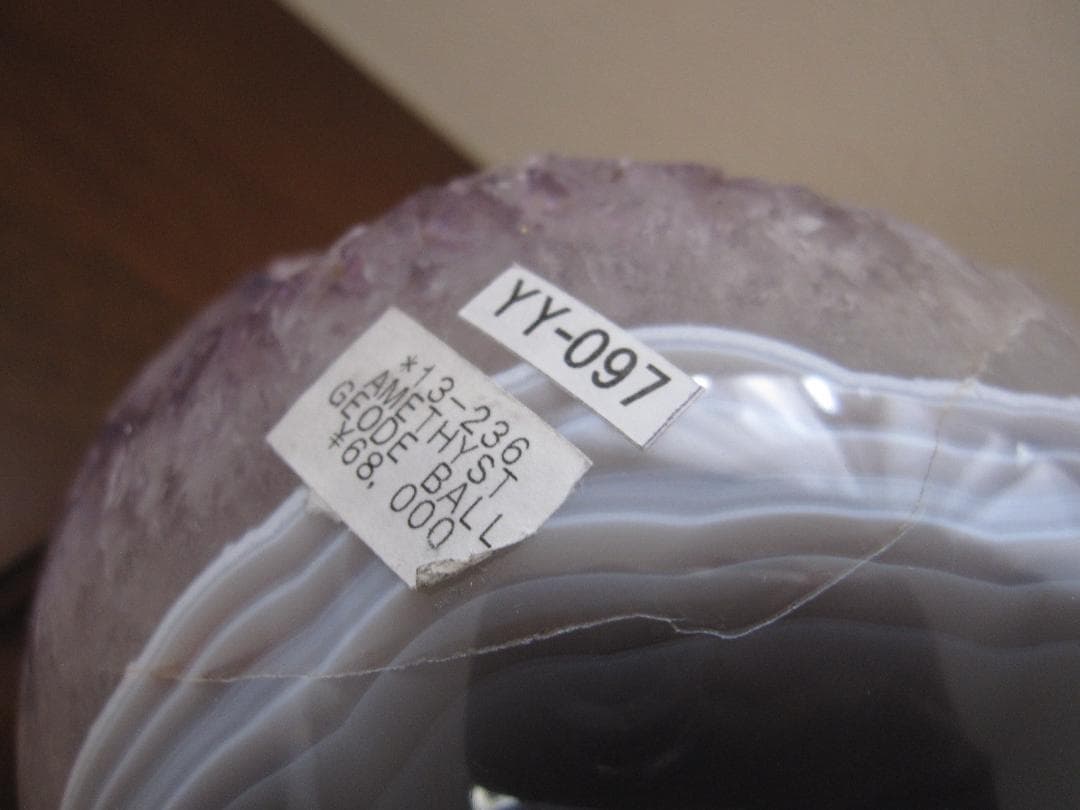 YY-097
*13-236
AMETHYST
GEODE BALL
¥68,000